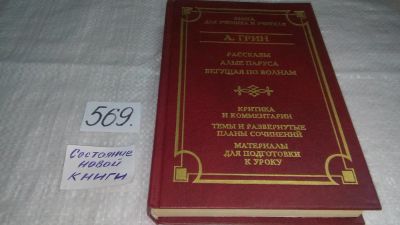 569.
Состояние
новой
книги
КНИГА
ДЛЯ УЧЕНИКА И УЧИТЕЛЯ
А. ГРИН
РАССКАЗЫ
АЛЫЕ ПАРУСА
БЕГУЩАЯ ПО ВОЛНАМ
КРИТИКА
И КОММЕНТАРИИ
ТЕМЫ И РАЗВЕРНУТЫЕ
ПЛАНЫ СОЧИНЕНИЙ
МАТЕРИАЛЫ
ДЛЯ ПОДГОТОВКИ
К УРОКУ